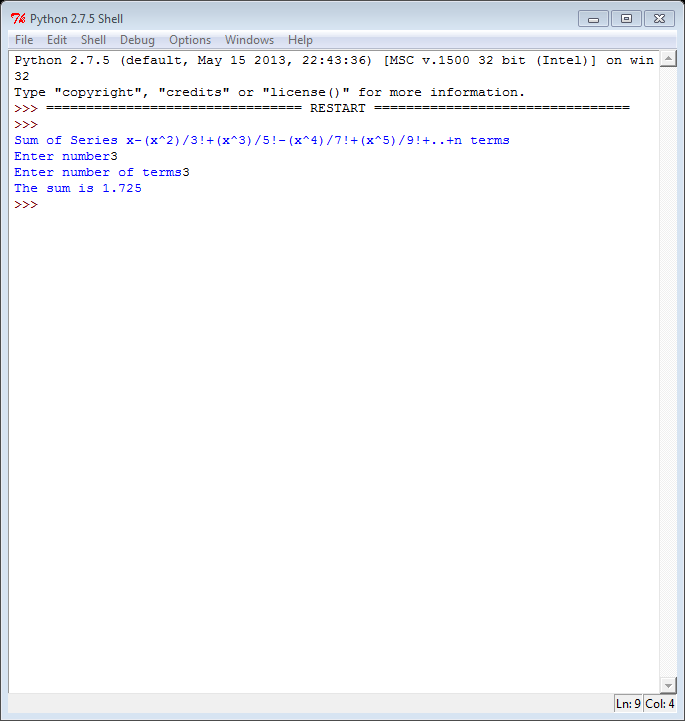 Python 2.7.5 Shell
File Edit Shell Debug Options Windows Help
Python 2.7.5 (default, May 15 2013, 22:43:36) [MSC v.1500 32 bit (Intel)] on win
32
Type "copyright", "credits" or "license()" for more information.
>>> ================================ RESTART ================================
>>>
Sum of Series x-(x^2)/3!+(x^3)/5!-(x^4)/7!+(x^5)/9!+..+n terms
Enter number3
Enter number of terms3
The sum is 1.725
>>>
Ln: 9 Col: 4